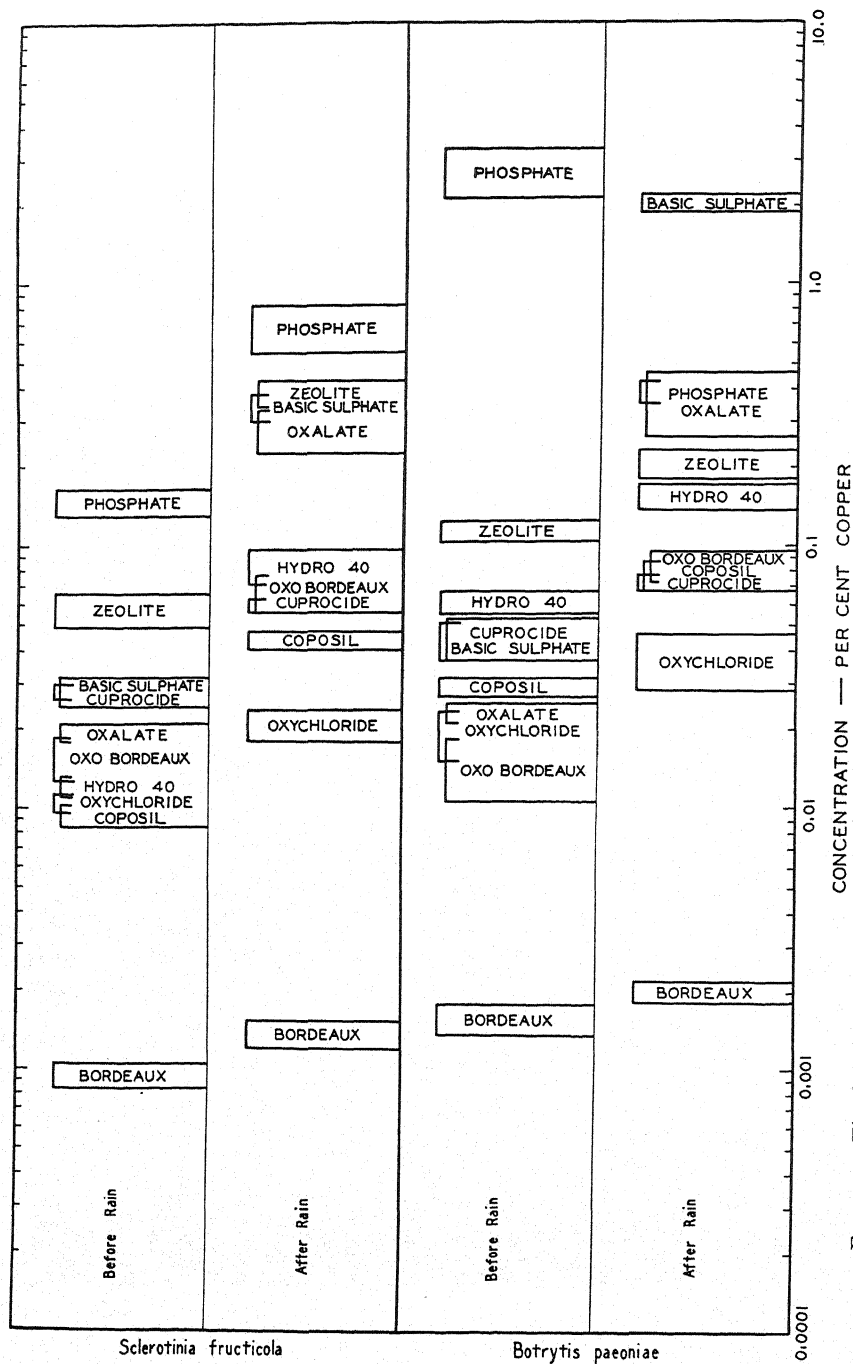 PHOSPHATE
ZEOLITE
BASIC SULPHATE
CUPROCIDE
OXALATE
OXO BORDEAUX
HYDRO 40
OXYCHLORIDE
COPOSIL
BORDEAUX
Before Rain
PHOSPHATE
ZEOLITE
BASIC SULPHATE
OXALATE
HYDRO 40
OXO BORDEAUX
CUPROCIDE
COPOSIL
OXYCHLORIDE
BORDEAUX
After Rain
Sclerotinia fructicola
PHOSPHATE
ZEOLITE
HYDRO 40
CUPROCIDE
BASIC SULPHATE
COPOSIL
OXALATE
OXYCHLORIDE
OXO BORDEAUX
BORDEAUX
Before Rain
BASIC SULPHATE
PHOSPHATE
OXALATE
ZEOLITE
HYDRO 40
OXO BORDEAUX
COPOSIL
CUPROCIDE
OXYCHLORIDE
BORDEAUX
After Rain
Botrytis paeoniae
10.0
1.0
0.1
0.01
0.001
0.0001
CONCENTRATION — PER CENT COPPER